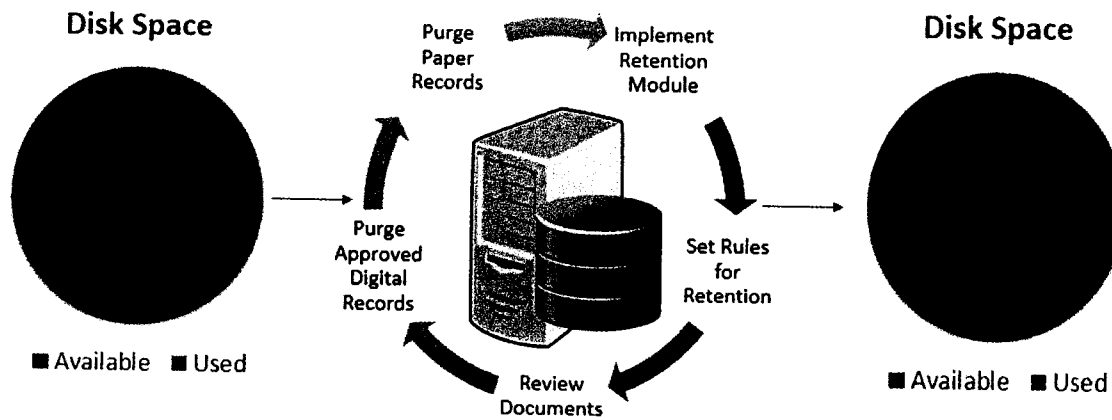 Disk Space
Available Used
Purge
Paper
Records
Implement
Retention
Module
Set Rules
for
Retention
Review
Documents
Purge
Approved
Digital
Records
Disk Space
Available Used